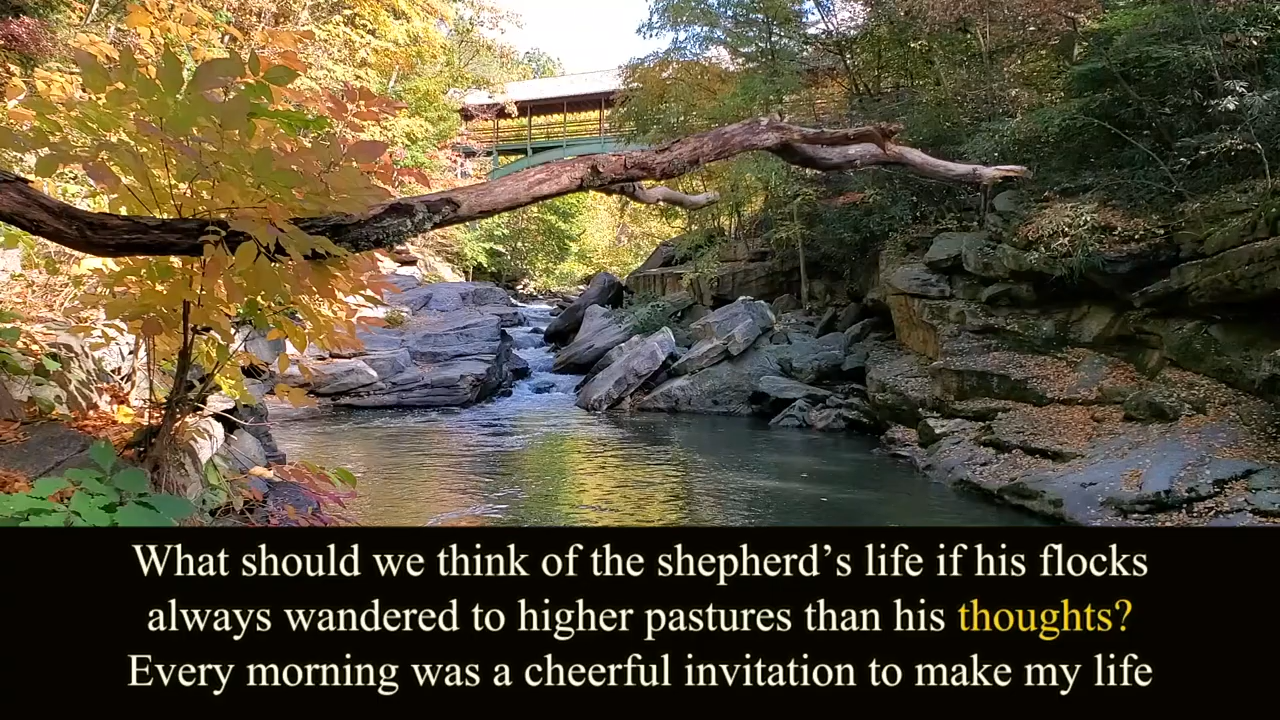 What should we think of the shepherd’s life if his flocks
always wandered to higher pastures than his thoughts?
Every morning was a cheerful invitation to make my life